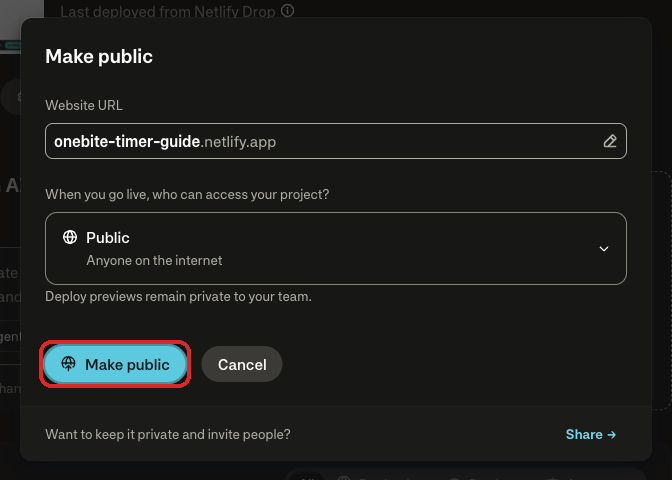 Last deployed from Netlify Drop
Make public
Website URL
onebite-timer-guide.netlify.app
When you go live, who can access your project?
Public
Anyone on the internet
Deploy previews remain private to your team.
Make public
Cancel
Want to keep it private and invite people?
Share →